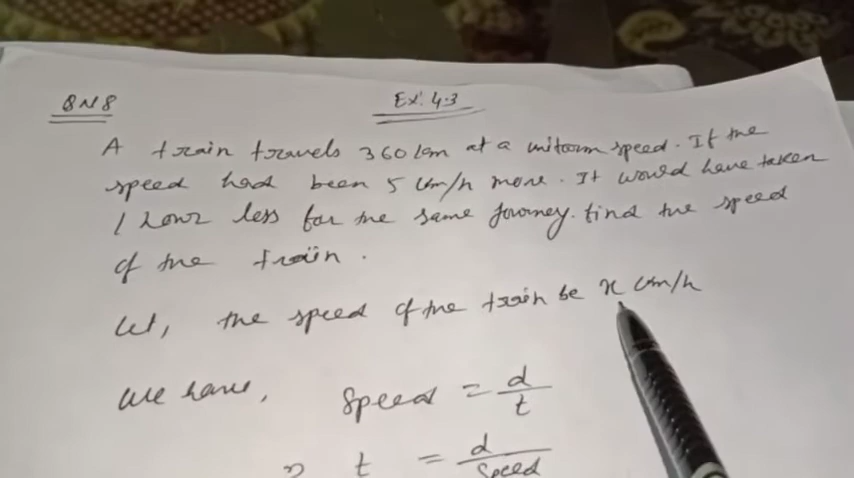 QN8 Ex: 4.3
A train travels 360 km at a uniform speed. If the
speed had been 5 km/h more. It would have taken
1 hour less for the same journey. find the speed
of the train.
Let, the speed of the train be x km/h
We have, Speed = d/t
t = d/Speed